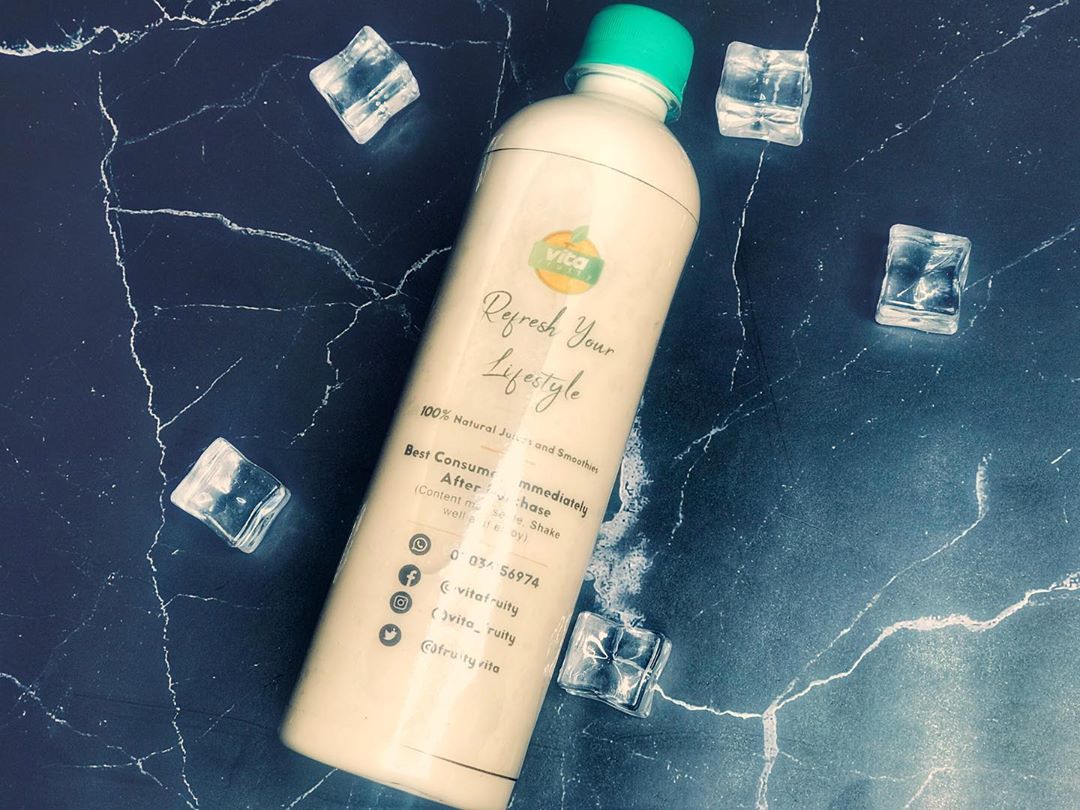 vita
Refresh Your
Lifestyle
100% Natural Juices and Smoothies
Best Consumed Immediately
After Purchase
(Content may settle, Shake
well and enjoy)
@vitafruity
@vita_fruity
@fruityvita